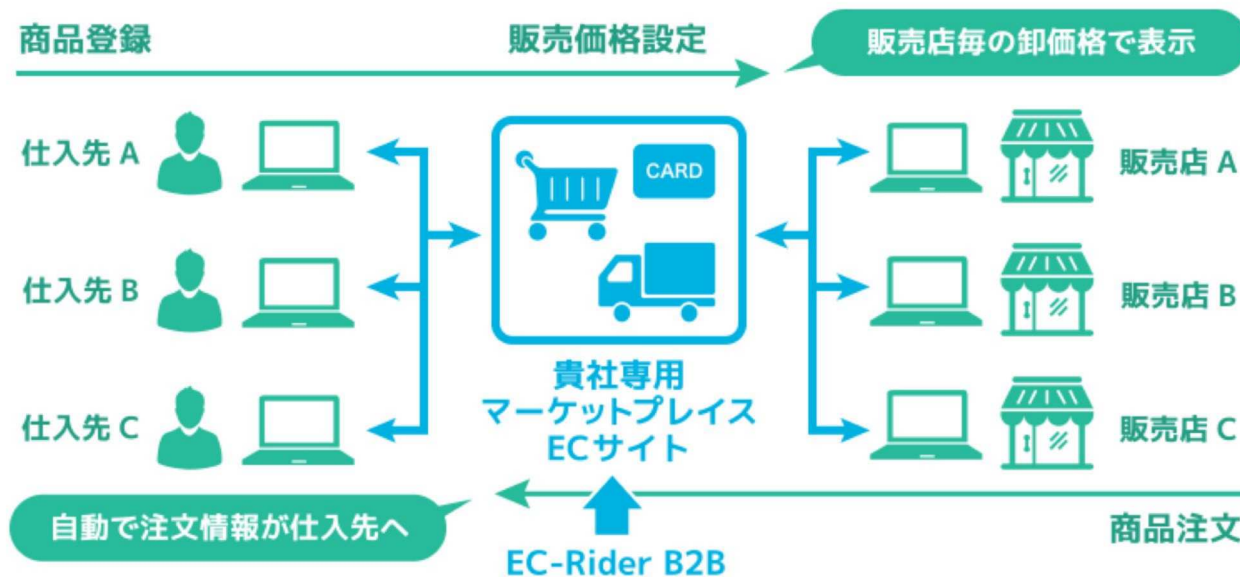 商品登録
販売価格設定
販売店毎の卸価格で表示
仕入先 A
CARD
販売店 A
仕入先 B
販売店 B
貴社専用
マーケットプレイス
ECサイト
仕入先 C
販売店 C
自動で注文情報が仕入先へ
商品注文
EC-Rider B2B